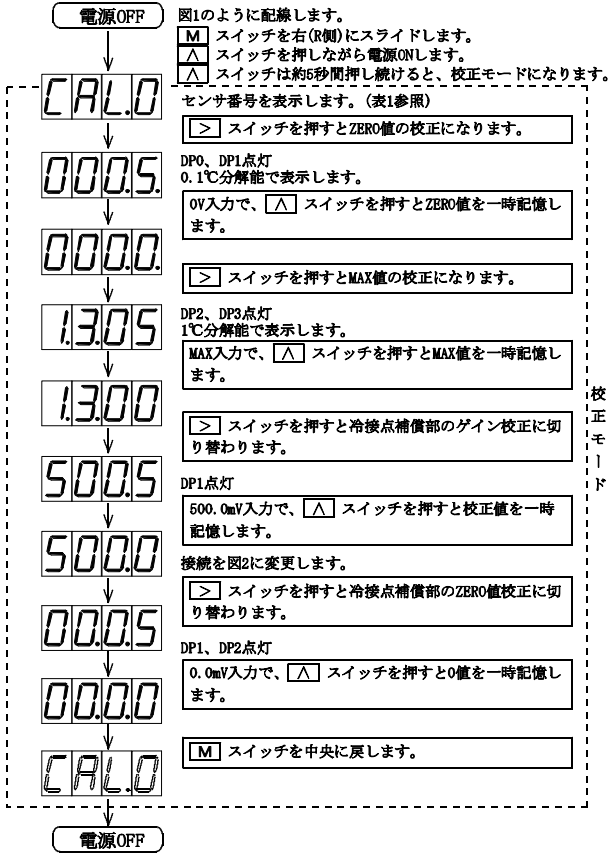 電源OFF
図1のように配線します。
M スイッチを右(R側)にスライドします。
∧ スイッチを押しながら電源ONします。
∧ スイッチは約5秒間押し続けると、校正モードになります。
CAL.0
センサ番号を表示します。(表1参照)
> スイッチを押すとZERO値の校正になります。
000.5.
DP0、DP1点灯
0.1℃分解能で表示します。
0V入力で、 ∧ スイッチを押すとZERO値を一時記憶し
ます。
000.0.
> スイッチを押すとMAX値の校正になります。
1.3.05
DP2、DP3点灯
1℃分解能で表示します。
MAX入力で、 ∧ スイッチを押すとMAX値を一時記憶し
ます。
1.3.00
> スイッチを押すと冷接点補償部のゲイン校正に切
り替わります。
500.5
DP1点灯
500.0mV入力で、 ∧ スイッチを押すと校正値を一時
記憶します。
500.0
接続を図2に変更します。
> スイッチを押すと冷接点補償部のZERO値校正に切
り替わります。
00.0.5
DP1、DP2点灯
0.0mV入力で、 ∧ スイッチを押すと0値を一時記憶し
ます。
00.0.0
M スイッチを中央に戻します。
CAL.0
電源OFF
校正モード